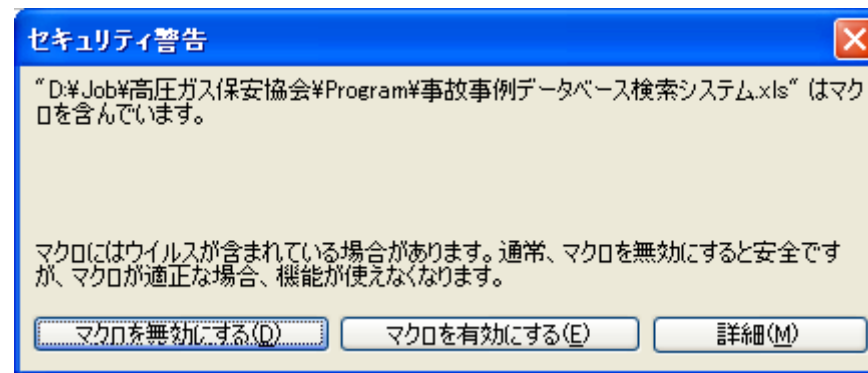 セキュリティ警告
"D:¥Job¥高圧ガス保安協会¥Program¥事故事例データベース検索システム.xls" はマク
ロを含んでいます。
マクロにはウイルスが含まれている場合があります。通常、マクロを無効にすると安全です
が、マクロが適正な場合、機能が使えなくなります。
マクロを無効にする(D) マクロを有効にする(E) 詳細(M)